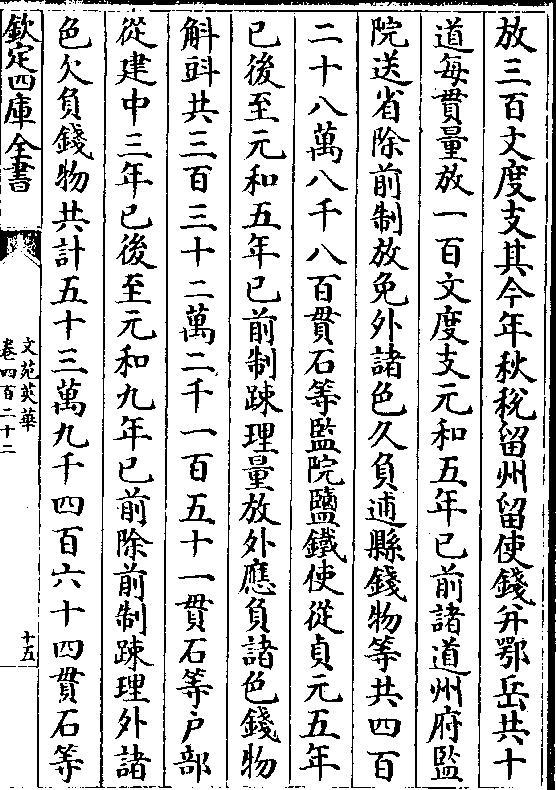 放三百文度支其今年秋稅留州留使錢幷鄂岳共十
道每貫量放一百文度支元和五年已前諸道州府監
院送省除前制放免外諸色久負逋縣錢物等共四百
二十八萬八千八百貫石等監院鹽鐵使從貞元五年
已後至元和五年已前制踈理量放外應負諸色錢物
斛㪷共三百三十二萬二千一百五十一貫石等户部
從建中三年已後至元和九年已前除前制踈理外諸
色欠負錢物共計五十三萬九千四百六十四貫石等
欽定四庫全書
文苑英華
卷四百二十二
十五